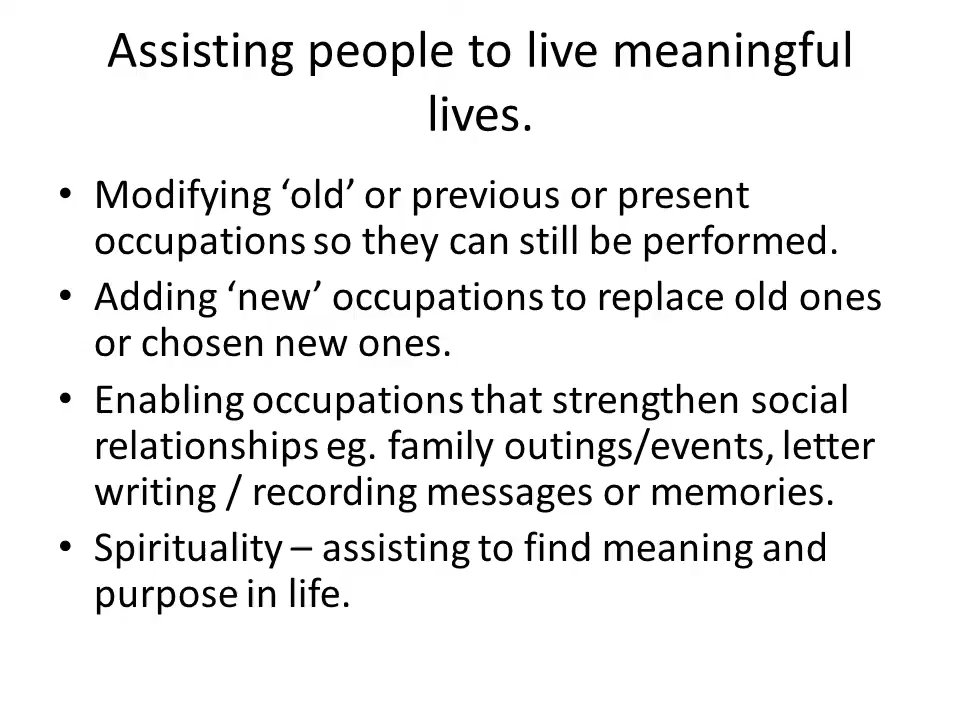 Assisting people to live meaningful
lives.
• Modifying ‘old’ or previous or present
occupations so they can still be performed.
• Adding ‘new’ occupations to replace old ones
or chosen new ones.
• Enabling occupations that strengthen social
relationships eg. family outings/events, letter
writing / recording messages or memories.
• Spirituality – assisting to find meaning and
purpose in life.